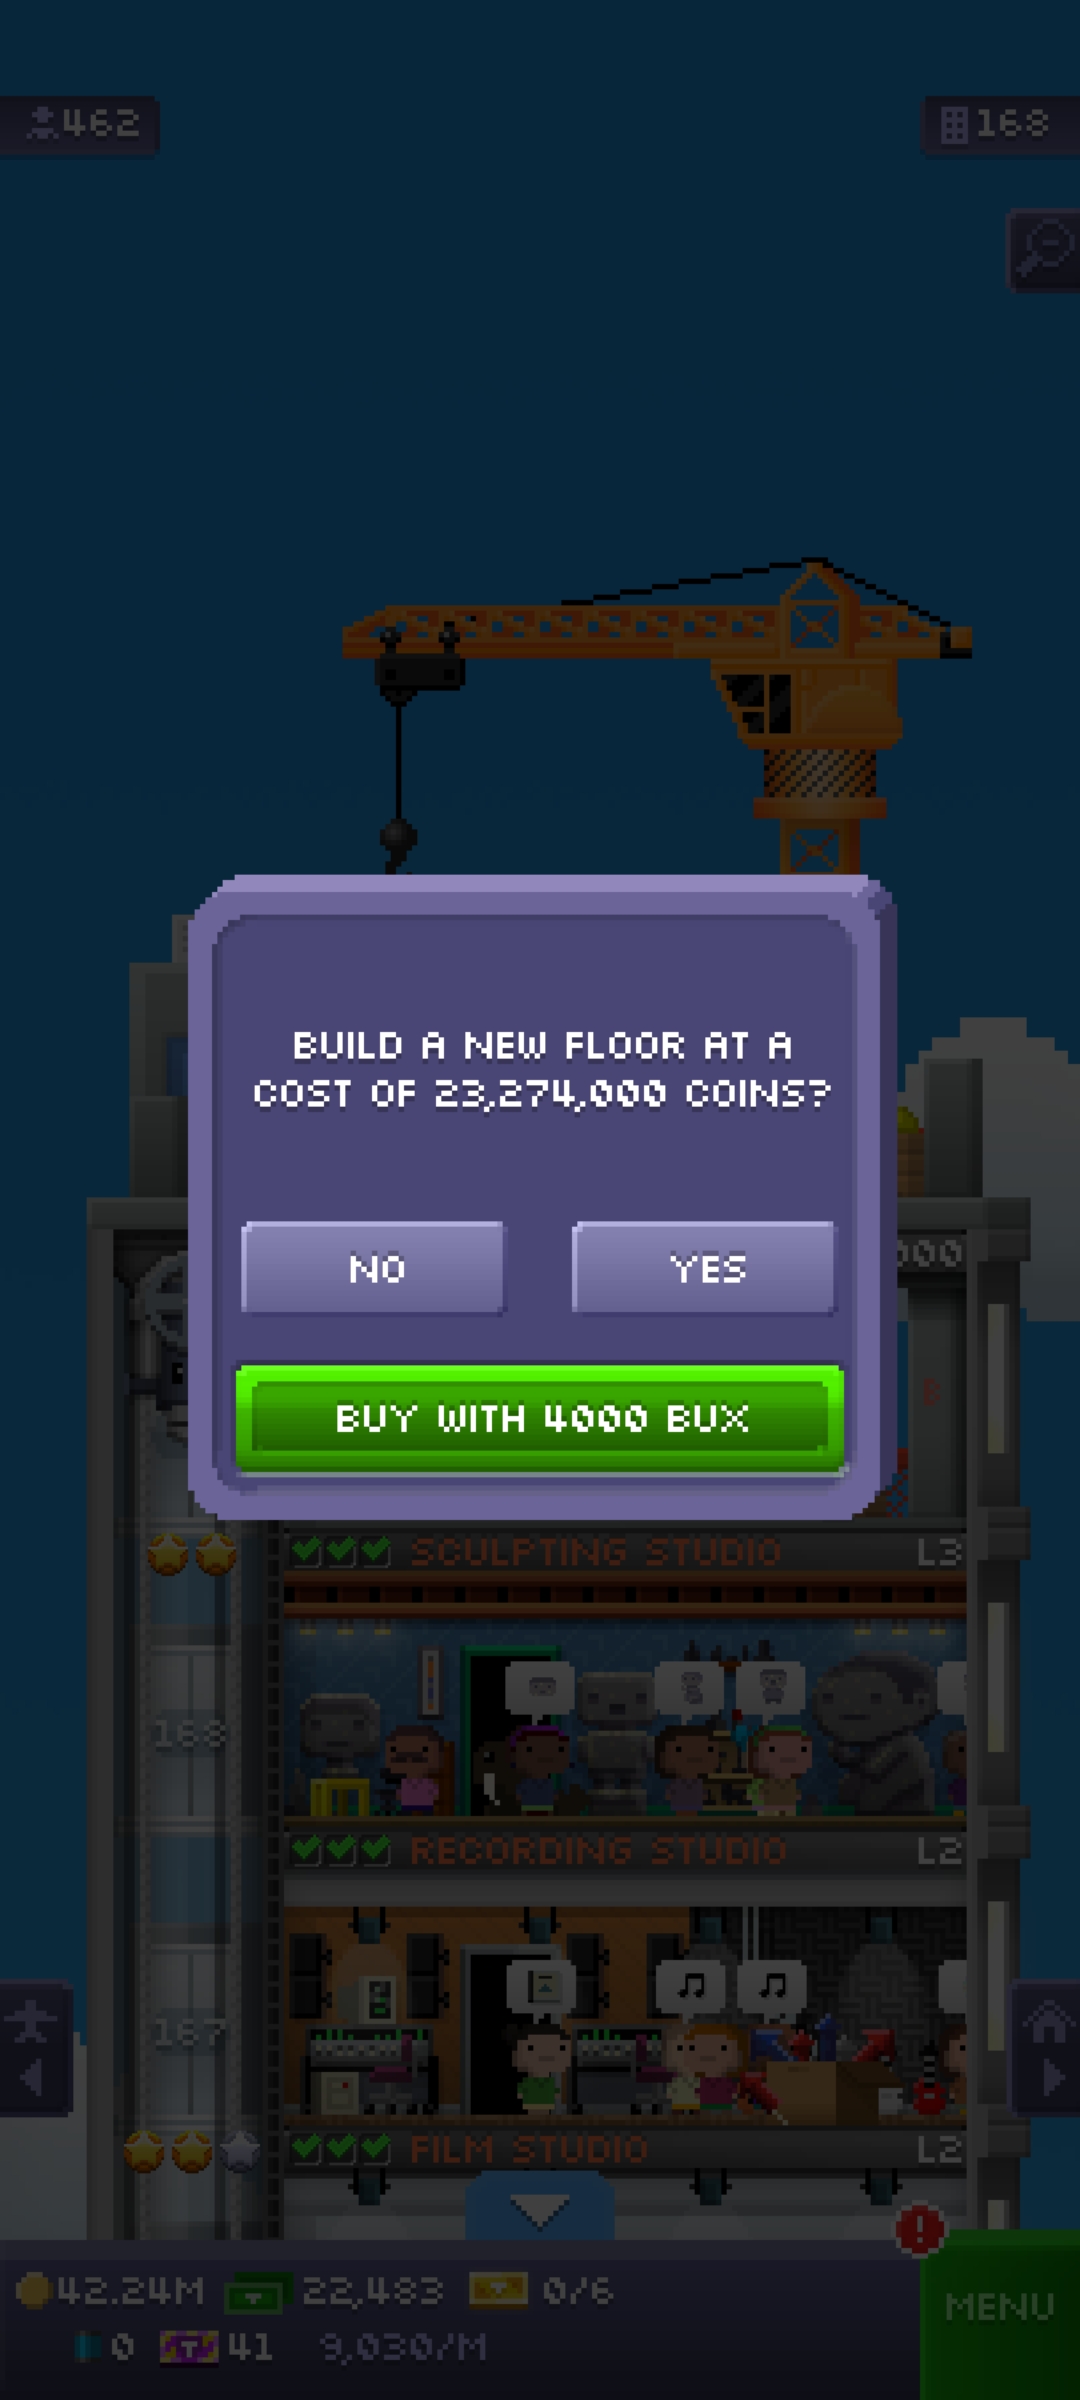 462
168
BUILD A NEW FLOOR AT A
COST OF 23,274,000 COINS?
NO
YES
000
B
BUY WITH 4000 BUX
SCULPTING STUDIO L3
168
RECORDING STUDIO L2
167
FILM STUDIO L2
!
42.24M 22,483 0/6
MENU
0 T 41 9,030/M